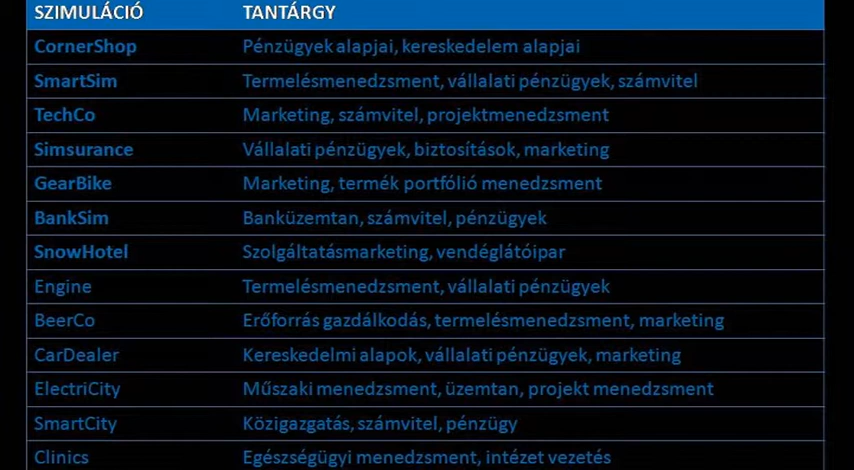 SZIMULÁCIÓ TANTÁRGY
CornerShop Pénzügyek alapjai, kereskedelem alapjai
SmartSim Termelésmenedzsment, vállalati pénzügyek, számvitel
TechCo Marketing, számvitel, projektmenedzsment
Simsurance Vállalati pénzügyek, biztosítások, marketing
GearBike Marketing, termék portfólió menedzsment
BankSim Banküzemtan, számvitel, pénzügyek
SnowHotel Szolgáltatásmarketing, vendéglátóipar
Engine Termelésmenedzsment, vállalati pénzügyek
BeerCo Erőforrás gazdálkodás, termelésmenedzsment, marketing
CarDealer Kereskedelmi alapok, vállalati pénzügyek, marketing
ElectriCity Műszaki menedzsment, üzemtan, projekt menedzsment
SmartCity Közigazgatás, számvitel, pénzügy
Clinics Egészségügyi menedzsment, intézet vezetés